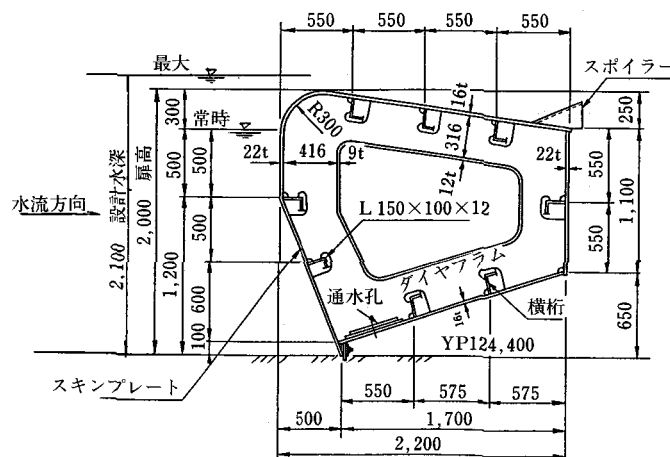 550 550 550 550
最大
スポイラー
300
常時
R300
16t
250
316
22t
416
9t
22t
12t
500
500
550
1,100
水流方向
設計水深
2,100
扉高
2,000
1,200
500
L 150×100×12
550
ダイヤフラム
600
通水孔
横桁
16t
100
YP124,400
650
スキンプレート
550 575 575
500 1,700
2,200